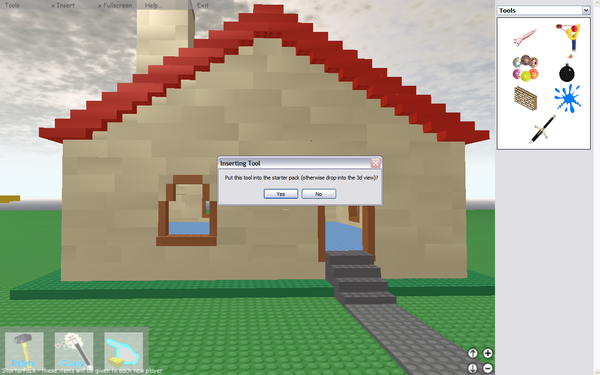 Tools
x Insert
x Fullscreen
Help...
Exit
Tools
Inserting Tool
Put this tool into the starter pack (otherwise drop into the 3d view)?
Yes
No
StarterPack - These items will be given to each new player